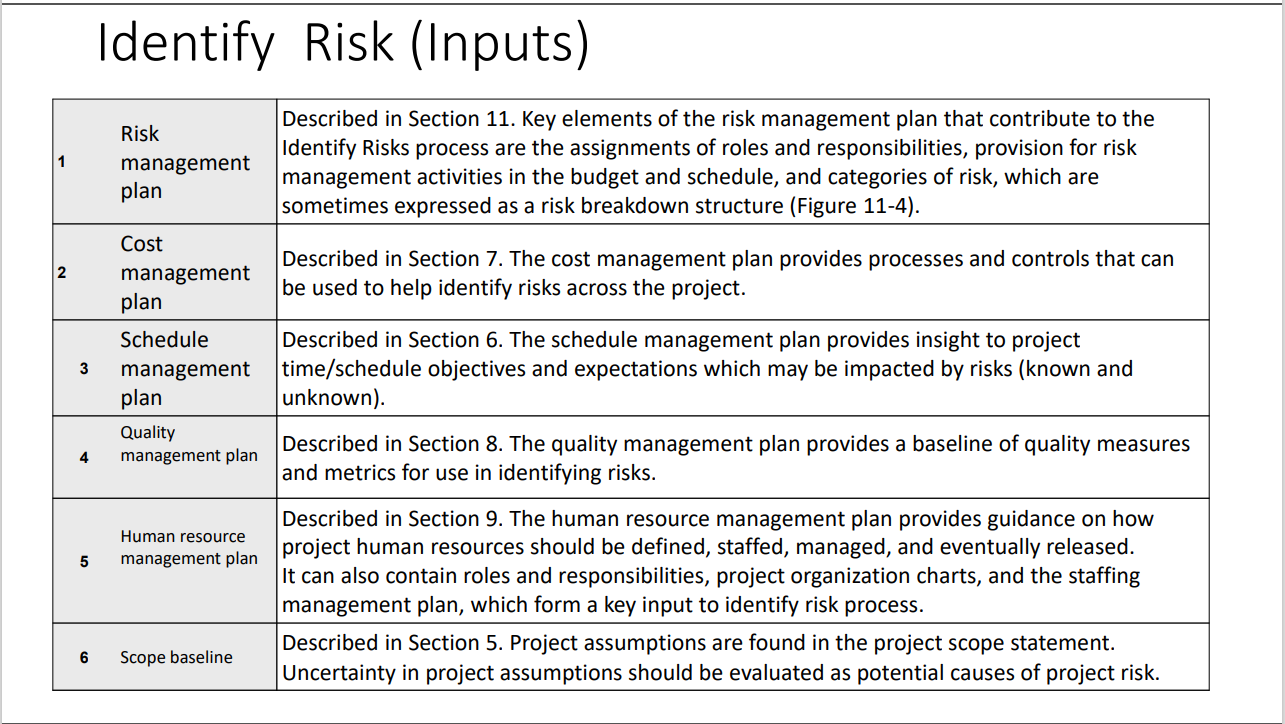 Identify  Risk (Inputs)
1
Risk
management
plan
Described in Section 11. Key elements of the risk management plan that contribute to the
Identify Risks process are the assignments of roles and responsibilities, provision for risk
management activities in the budget and schedule, and categories of risk, which are
sometimes expressed as a risk breakdown structure (Figure 11-4).
2
Cost
management
plan
Described in Section 7. The cost management plan provides processes and controls that can
be used to help identify risks across the project.
3
Schedule
management
plan
Described in Section 6. The schedule management plan provides insight to project
time/schedule objectives and expectations which may be impacted by risks (known and
unknown).
4
Quality
management plan
Described in Section 8. The quality management plan provides a baseline of quality measures
and metrics for use in identifying risks.
5
Human resource
management plan
Described in Section 9. The human resource management plan provides guidance on how
project human resources should be defined, staffed, managed, and eventually released.
It can also contain roles and responsibilities, project organization charts, and the staffing
management plan, which form a key input to identify risk process.
6
Scope baseline
Described in Section 5. Project assumptions are found in the project scope statement.
Uncertainty in project assumptions should be evaluated as potential causes of project risk.